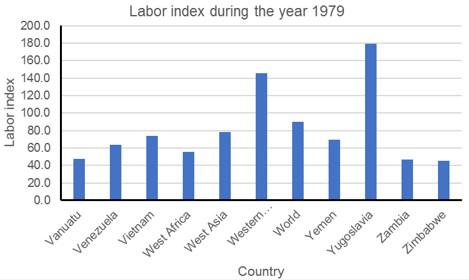 Labor index during the year 1979
200.0
180.0
160.0
140.0
120.0
100.0
80.0
60.0
40.0
20.0
0.0
Labor index
Vanuatu
Venezuela
Vietnam
West Africa
West Asia
Western…
World
Yemen
Yugoslavia
Zambia
Zimbabwe
Country